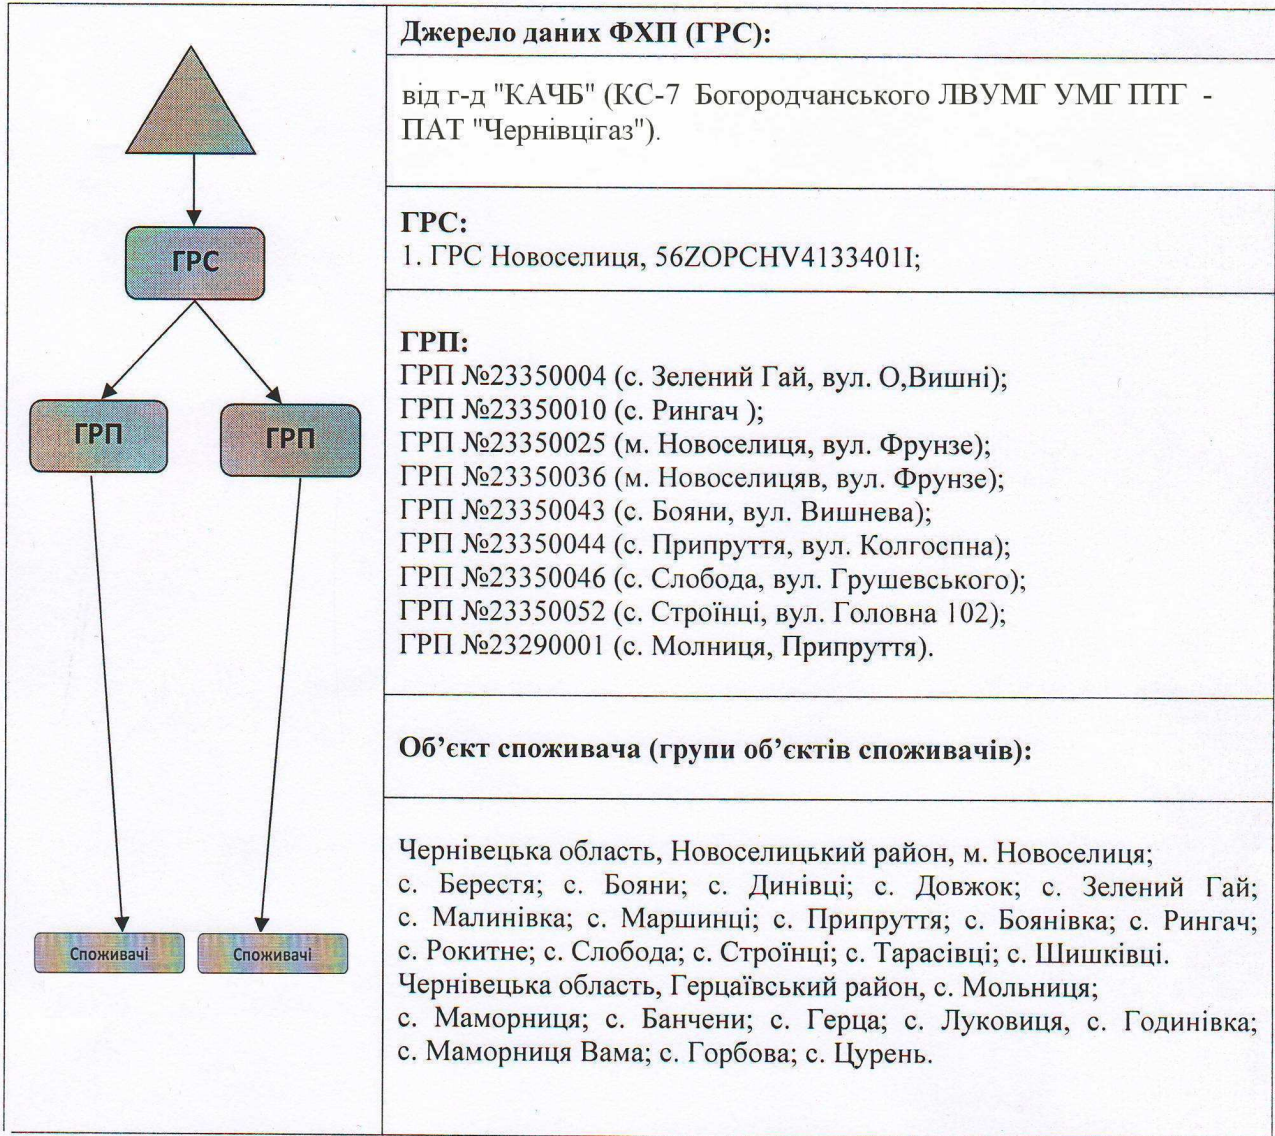 Джерело даних ФХП (ГРС):
від г-д "КАЧБ" (КС-7 Богородчанського ЛВУМГ УМГ ПТГ -
ПАТ "Чернівцігаз").
ГРС:
1. ГРС Новоселиця, 56ZOPCHV4133401I;
ГРС
ГРП:
ГРП №23350004 (с. Зелений Гай, вул. О,Вишні);
ГРП №23350010 (с. Рингач );
ГРП №23350025 (м. Новоселиця, вул. Фрунзе);
ГРП №23350036 (м. Новоселицяв, вул. Фрунзе);
ГРП №23350043 (с. Бояни, вул. Вишнева);
ГРП №23350044 (с. Припруття, вул. Колгоспна);
ГРП №23350046 (с. Слобода, вул. Грушевського);
ГРП №23350052 (с. Строїнці, вул. Головна 102);
ГРП №23290001 (с. Молниця, Припруття).
ГРП
ГРП
Об’єкт споживача (групи об’єктів споживачів):
Чернівецька область, Новоселицький район, м. Новоселиця;
с. Берестя; с. Бояни; с. Динівці; с. Довжок; с. Зелений Гай;
с. Малинівка; с. Маршинці; с. Припруття; с. Боянівка; с. Рингач;
с. Рокитне; с. Слобода; с. Строїнці; с. Тарасівці; с. Шишківці.
Чернівецька область, Герцаївський район, с. Мольниця;
с. Маморниця; с. Банчени; с. Герца; с. Луковиця, с. Годинівка;
с. Маморниця Вама; с. Горбова; с. Цурень.
Споживачі
Споживачі